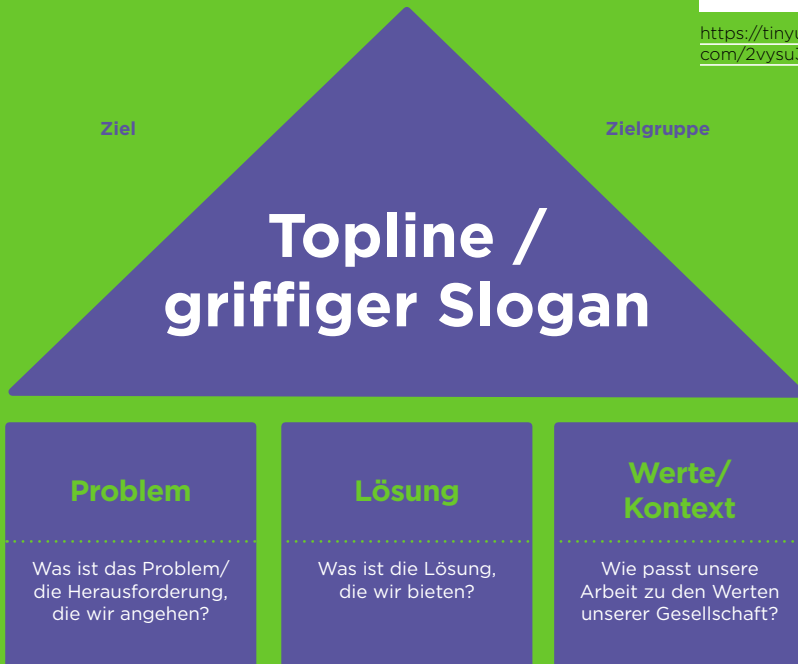 https://tinyu
com/2vysu3
Ziel
Zielgruppe
Topline /
griffiger Slogan
Problem
Was ist das Problem/
die Herausforderung,
die wir angehen?
Lösung
Was ist die Lösung,
die wir bieten?
Werte/
Kontext
Wie passt unsere
Arbeit zu den Werten
unserer Gesellschaft?